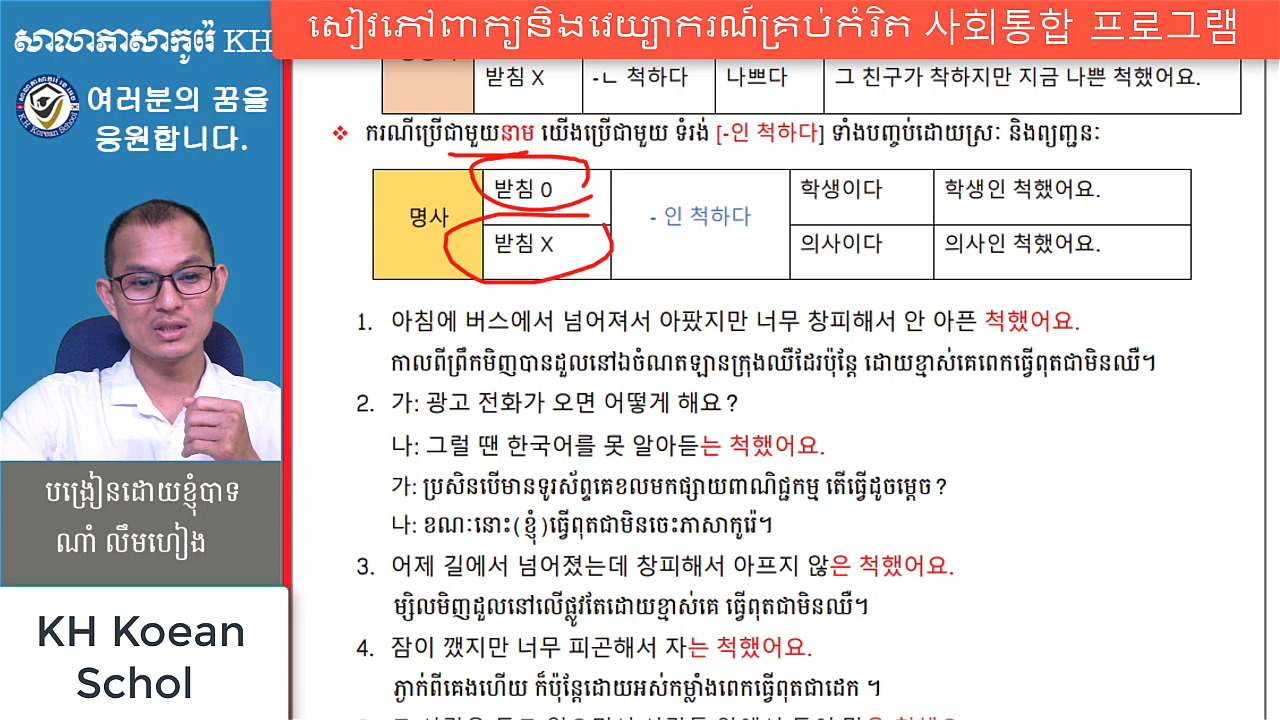 សៀវភៅពាក្យនិងវេយ្យាករណ៍គ្រប់កំរិត 사회통합 프로그램
សាលាភាសាកូរ៉េ KH
여러분의 꿈을
응원합니다.
받침 X
-ㄴ 척하다
나쁘다
그 친구가 착하지만 지금 나쁜 척했어요.
❖ ករណីប្រើជាមួយនាម យើងប្រើជាមួយ ទំរង់ [-인 척하다] ទាំងបញ្ចប់ដោយស្រៈ និងព្យញ្ជនៈ
명사
받침 0
- 인 척하다
학생이다
학생인 척했어요.
받침 X
의사이다
의사인 척했어요.
1. 아침에 버스에서 넘어져서 아팠지만 너무 창피해서 안 아픈 척했어요.
កាលពីព្រឹកមិញបានដួលនៅឯចំណតឡានក្រុងឈឺដែរប៉ុន្តែ ដោយខ្មាស់គេពេកធ្វើពុតជាមិនឈឺ។
2. 가: 광고 전화가 오면 어떻게 해요?
나: 그럴 땐 한국어를 못 알아듣는 척했어요.
가: ប្រសិនបើមានទូរស័ព្ទគេខលមកផ្សាយពាណិជ្ជកម្ម តើធ្វើដូចម្តេច?
나: ខណៈនោះ(ខ្ញុំ)ធ្វើពុតជាមិនចេះភាសាកូរ៉េ។
3. 어제 길에서 넘어졌는데 창피해서 아프지 않은 척했어요.
ម្សិលមិញដួលនៅលើផ្លូវតែដោយខ្មាស់គេ ធ្វើពុតជាមិនឈឺ។
4. 잠이 깼지만 너무 피곤해서 자는 척했어요.
ភ្ញាក់ពីគេងហើយ ក៏ប៉ុន្តែដោយអស់កម្លាំងពេកធ្វើពុតជាដេក ។
បង្រៀនដោយខ្ញុំបាទ
ណាំ លឹមហៀង
KH Koean
Schol